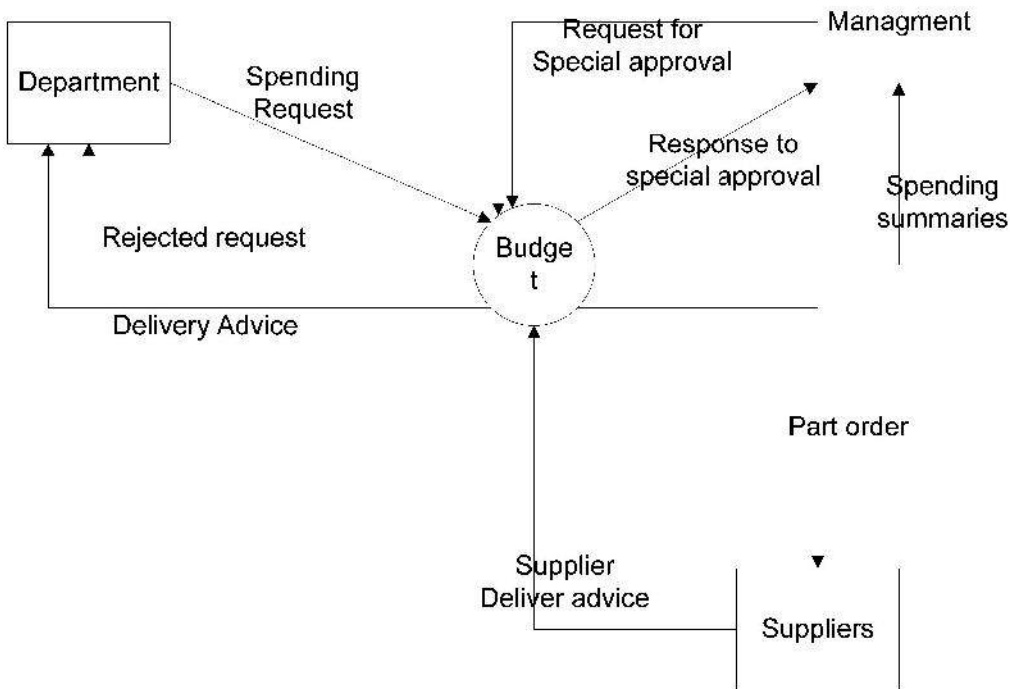 Managment
Request for
Special approval
Department
Spending
Request
Response to
special approval
Spending
summaries
Rejected request
Budge
t
Delivery Advice
Part order
Supplier
Deliver advice
Suppliers